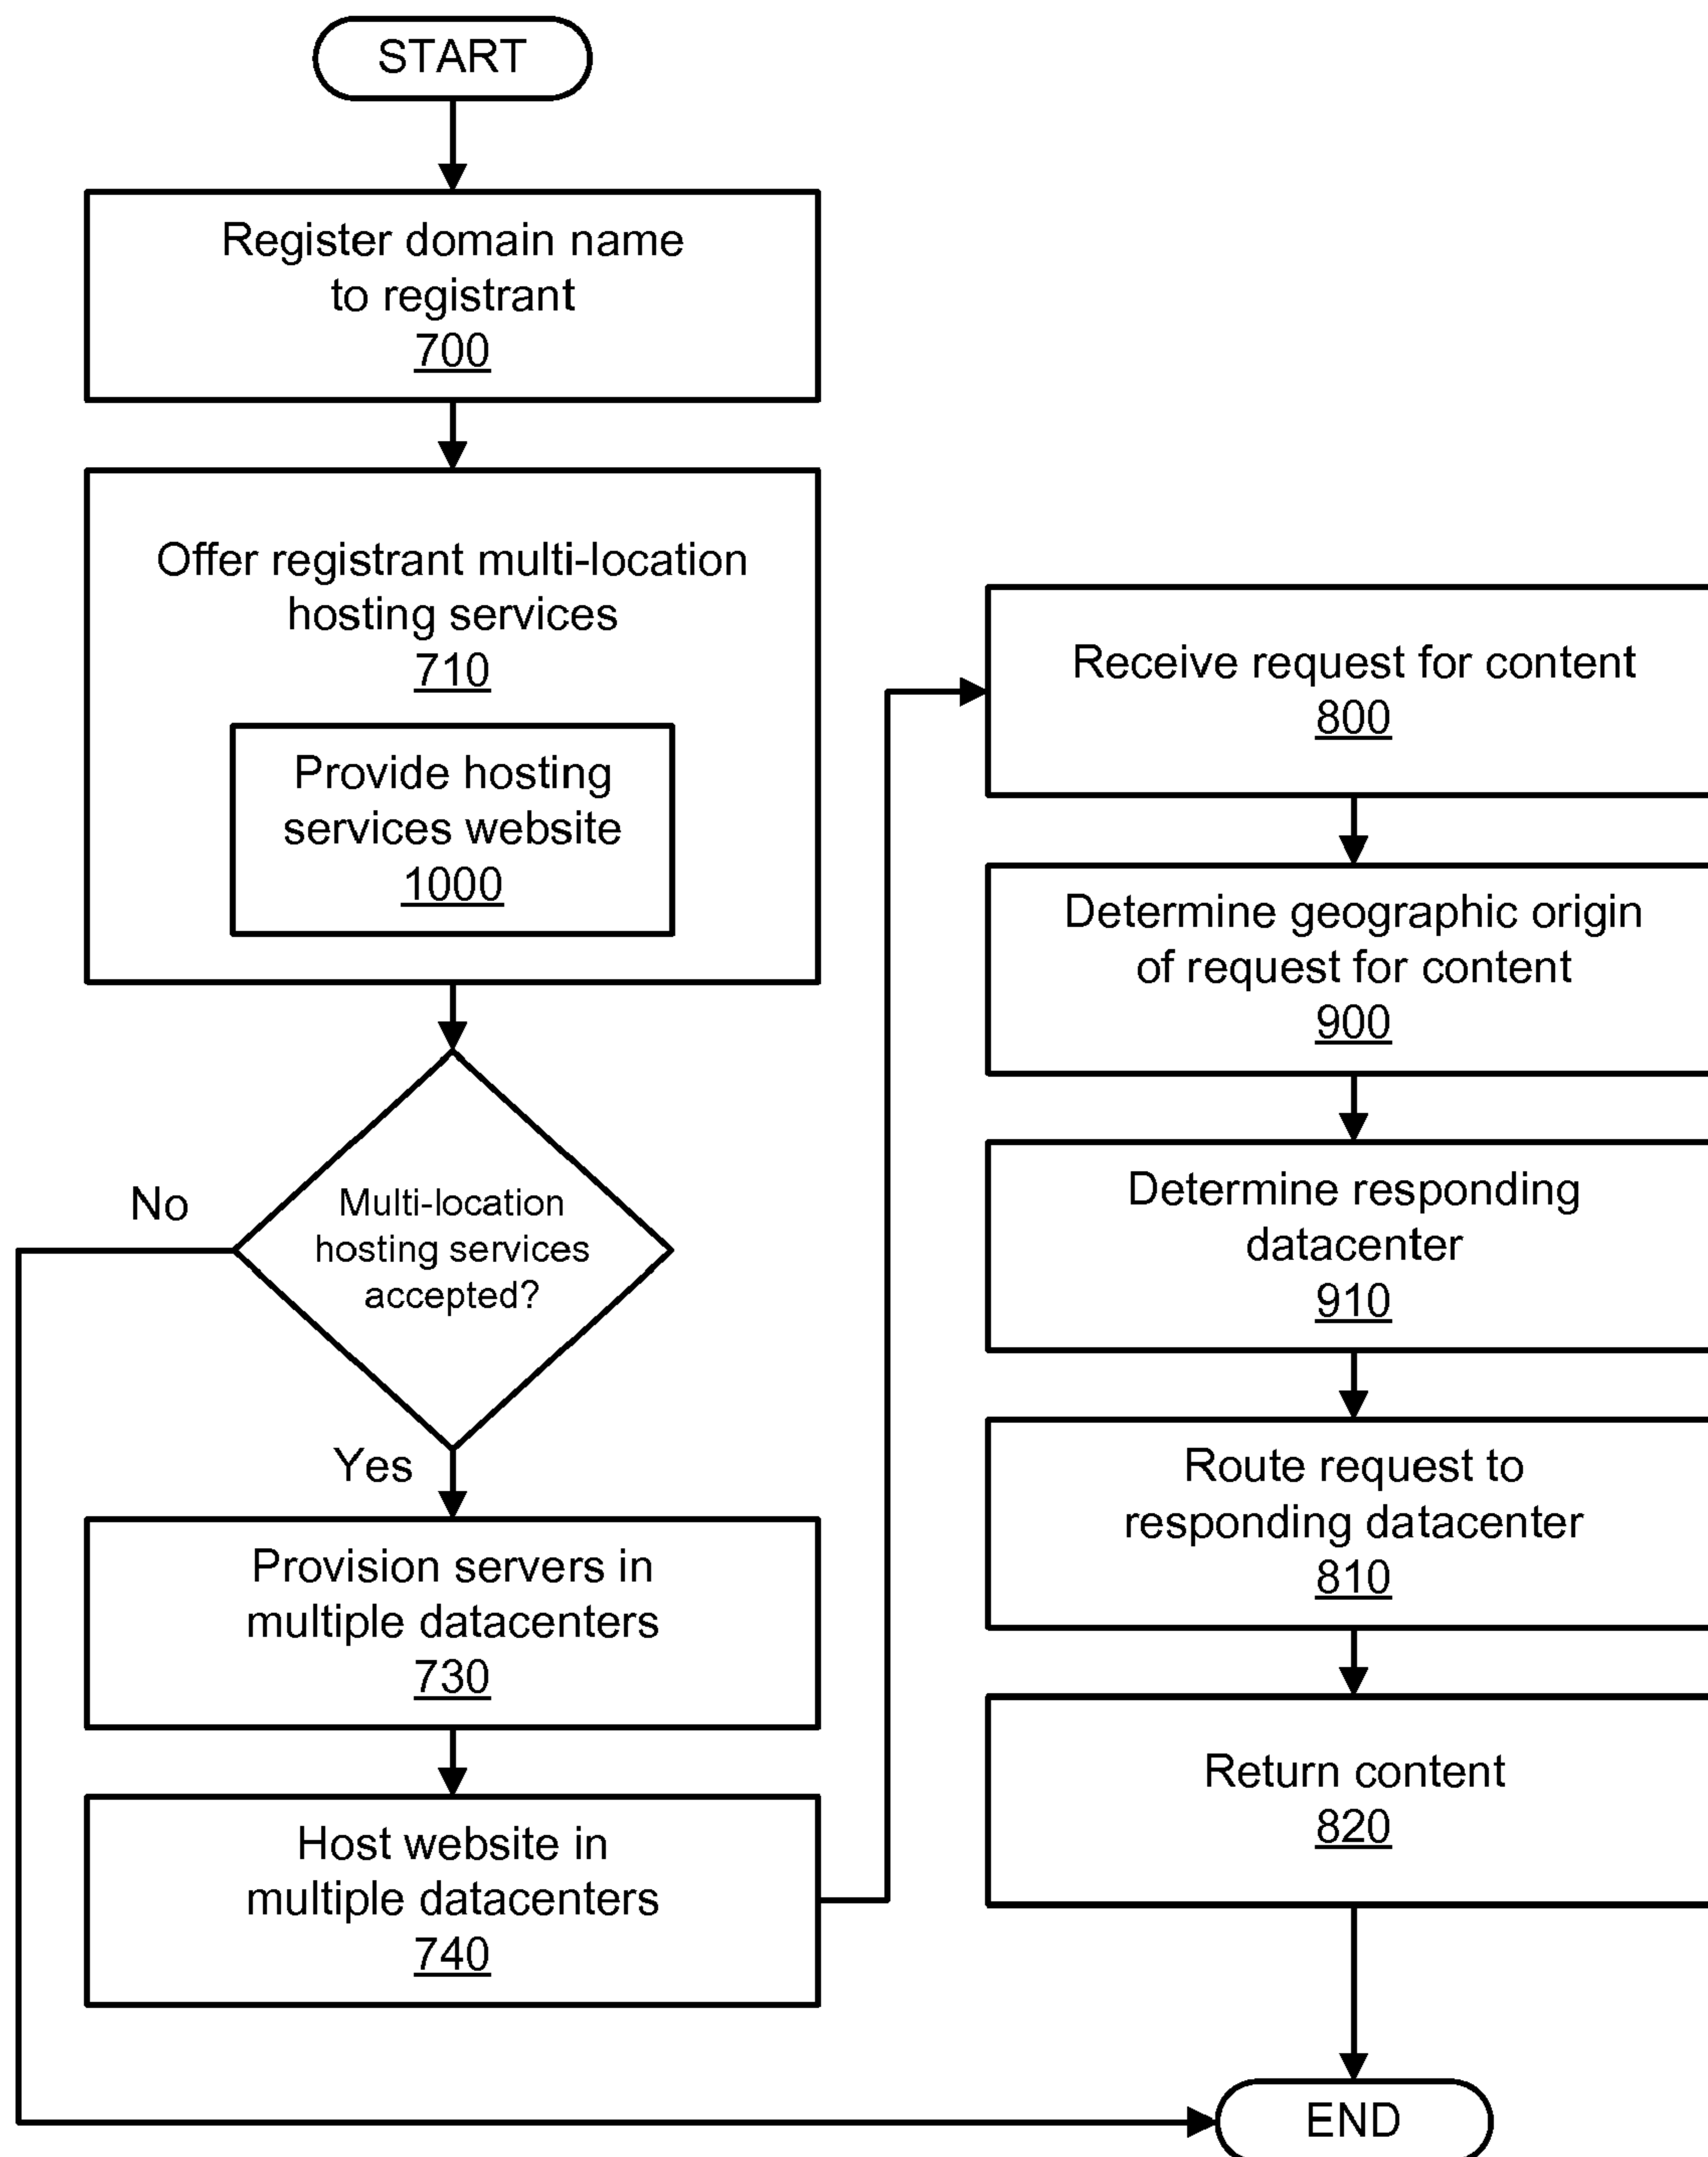 START
Register domain name
to registrant
700
Offer registrant multi-location
hosting services
710
Provide hosting
services website
1000
No
Multi-location
hosting services
accepted?
Yes
Provision servers in
multiple datacenters
730
Host website in
multiple datacenters
740
Receive request for content
800
Determine geographic origin
of request for content
900
Determine responding
datacenter
910
Route request to
responding datacenter
810
Return content
820
END